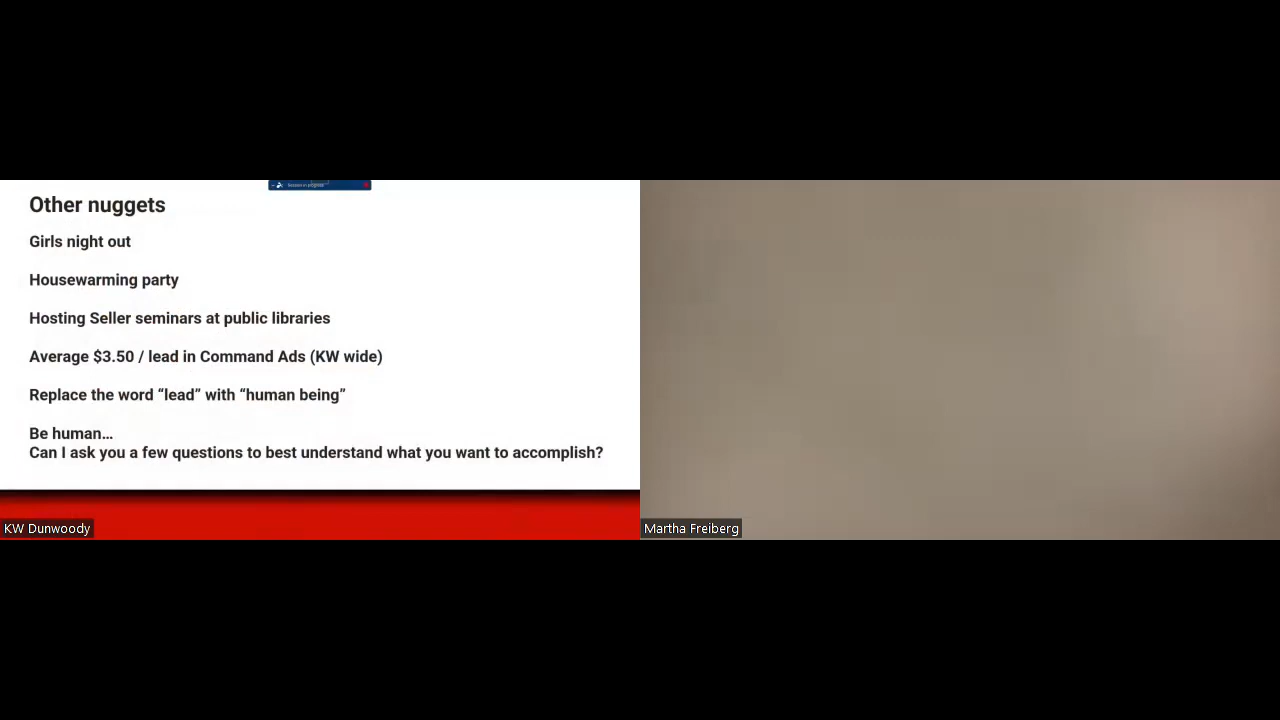 Other nuggets
Girls night out
Housewarming party
Hosting Seller seminars at public libraries
Average $3.50 / lead in Command Ads (KW wide)
Replace the word “lead” with “human being”
Be human...
Can I ask you a few questions to best understand what you want to accomplish?
KW Dunwoody
Martha Freiberg